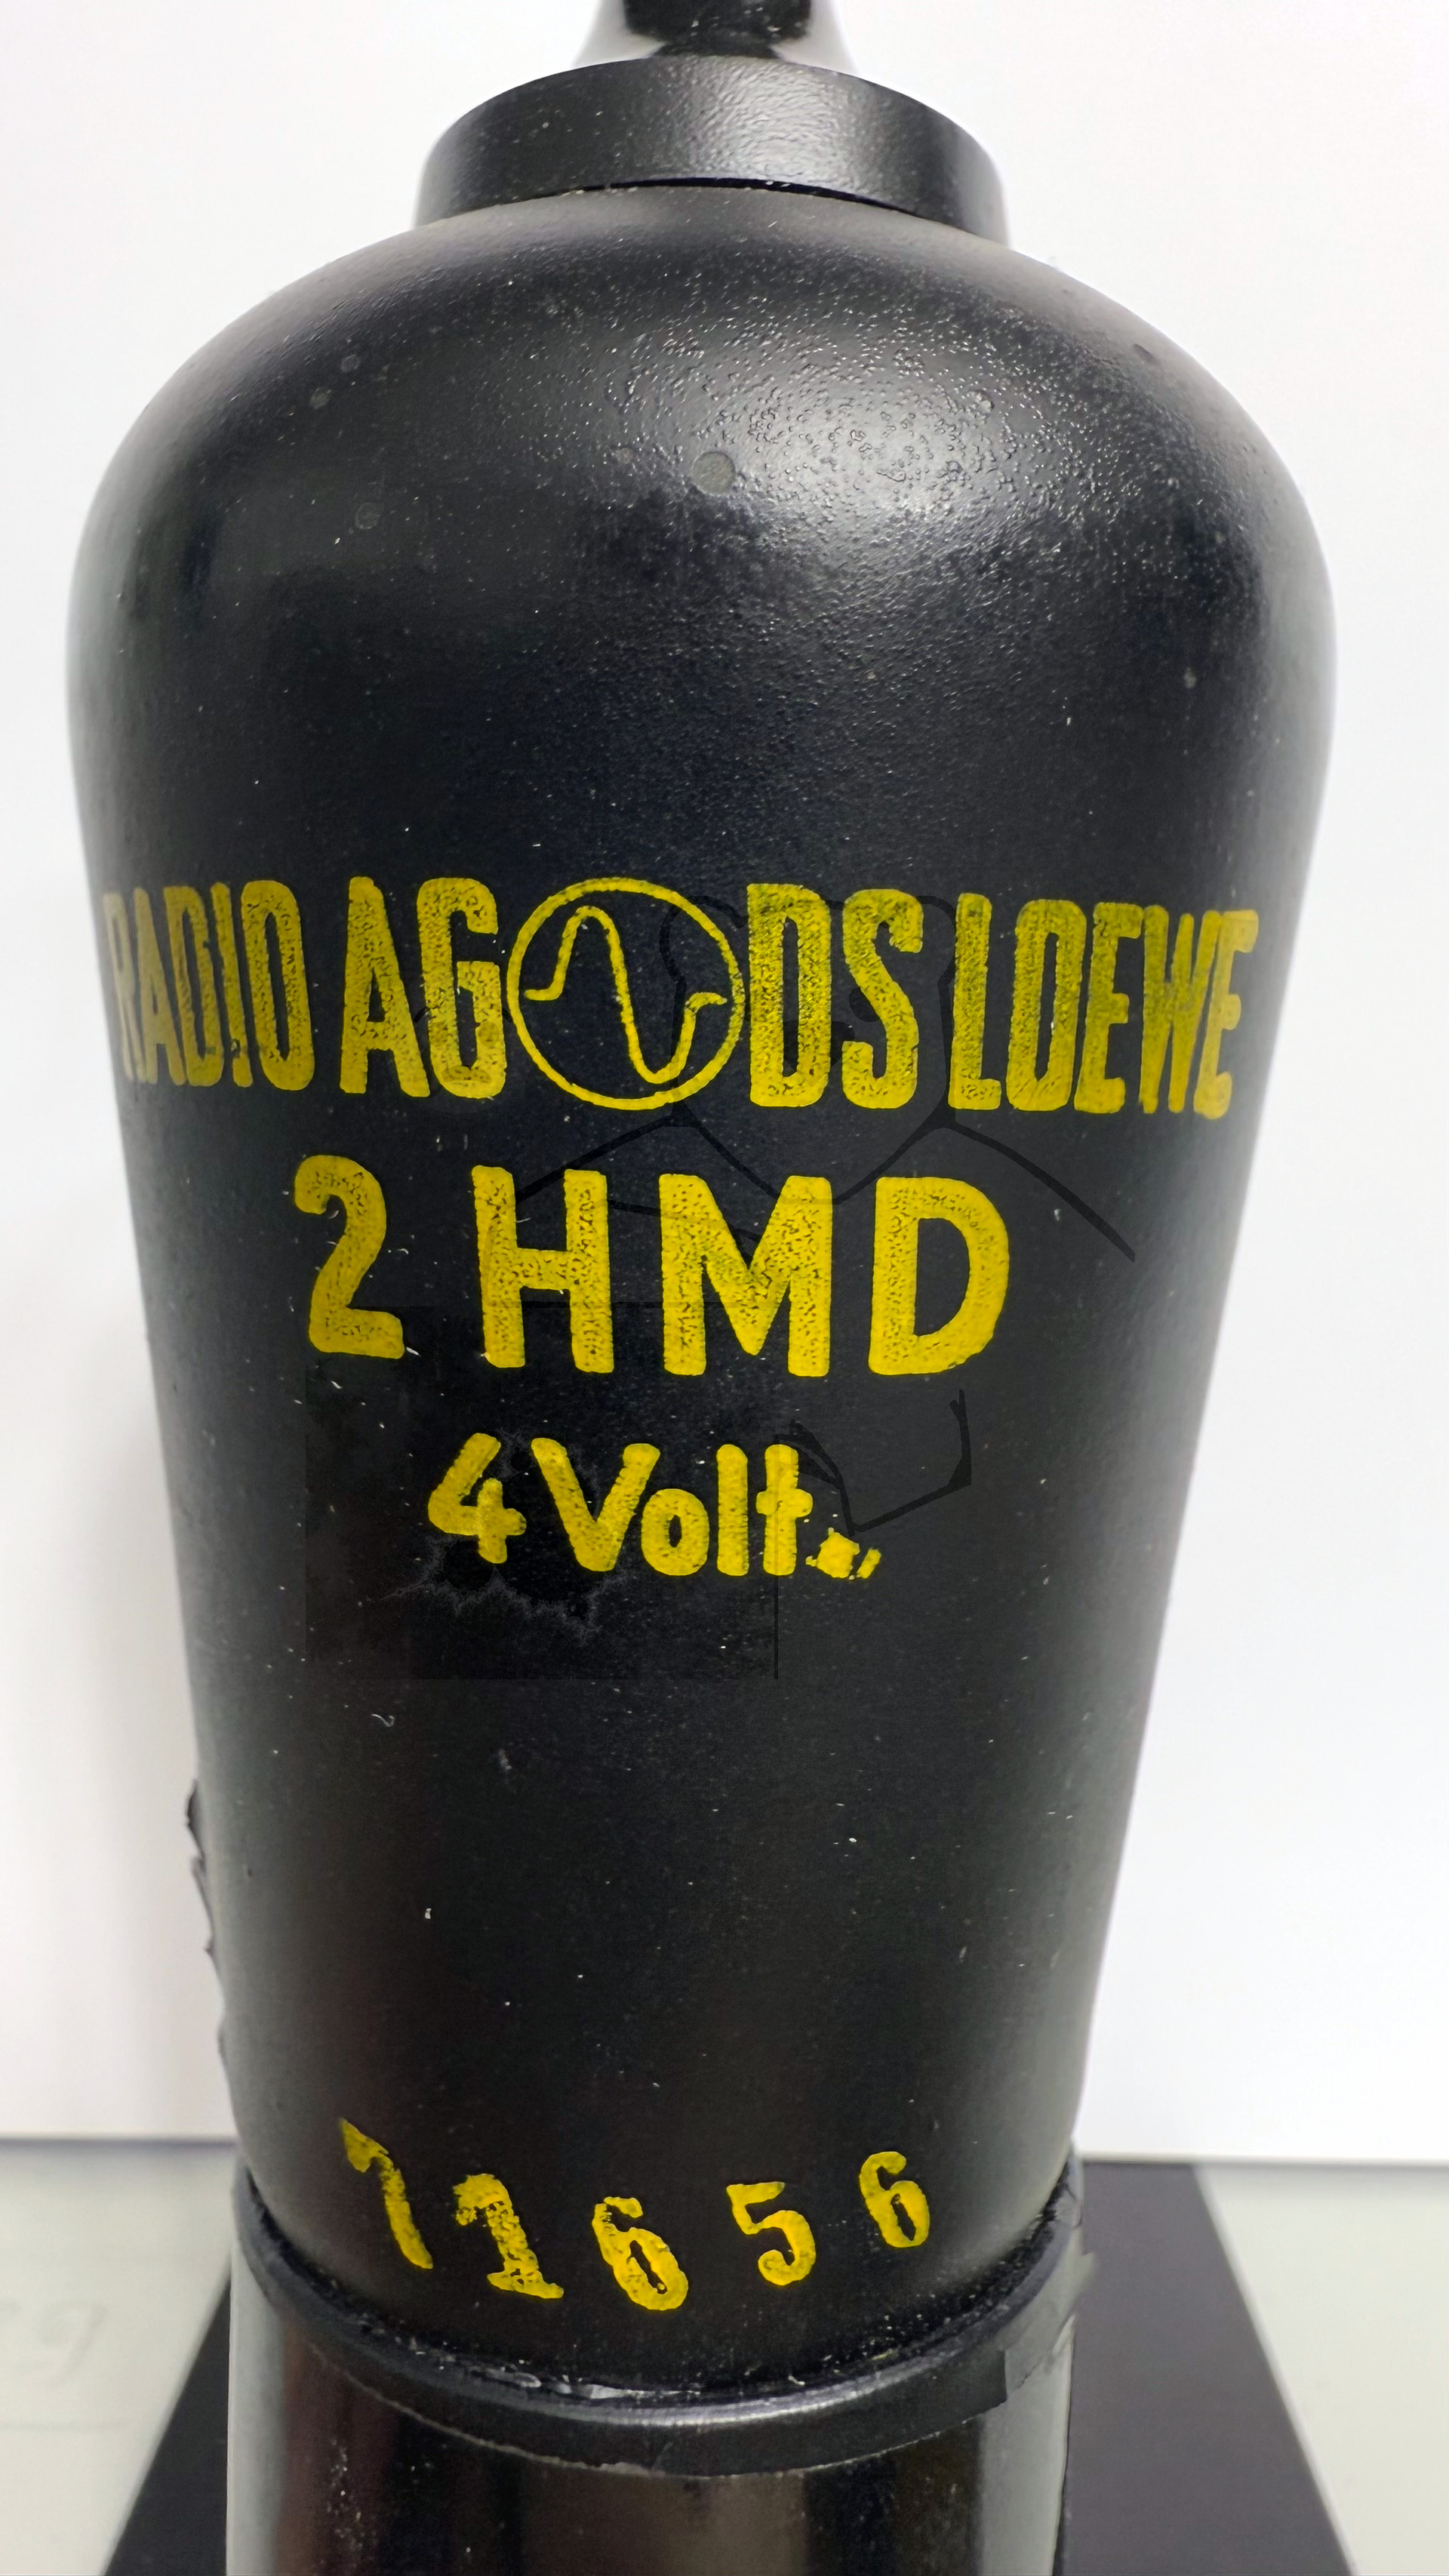 RADIO AG DS LOEWE
2 HMD
4 Volt.
11656